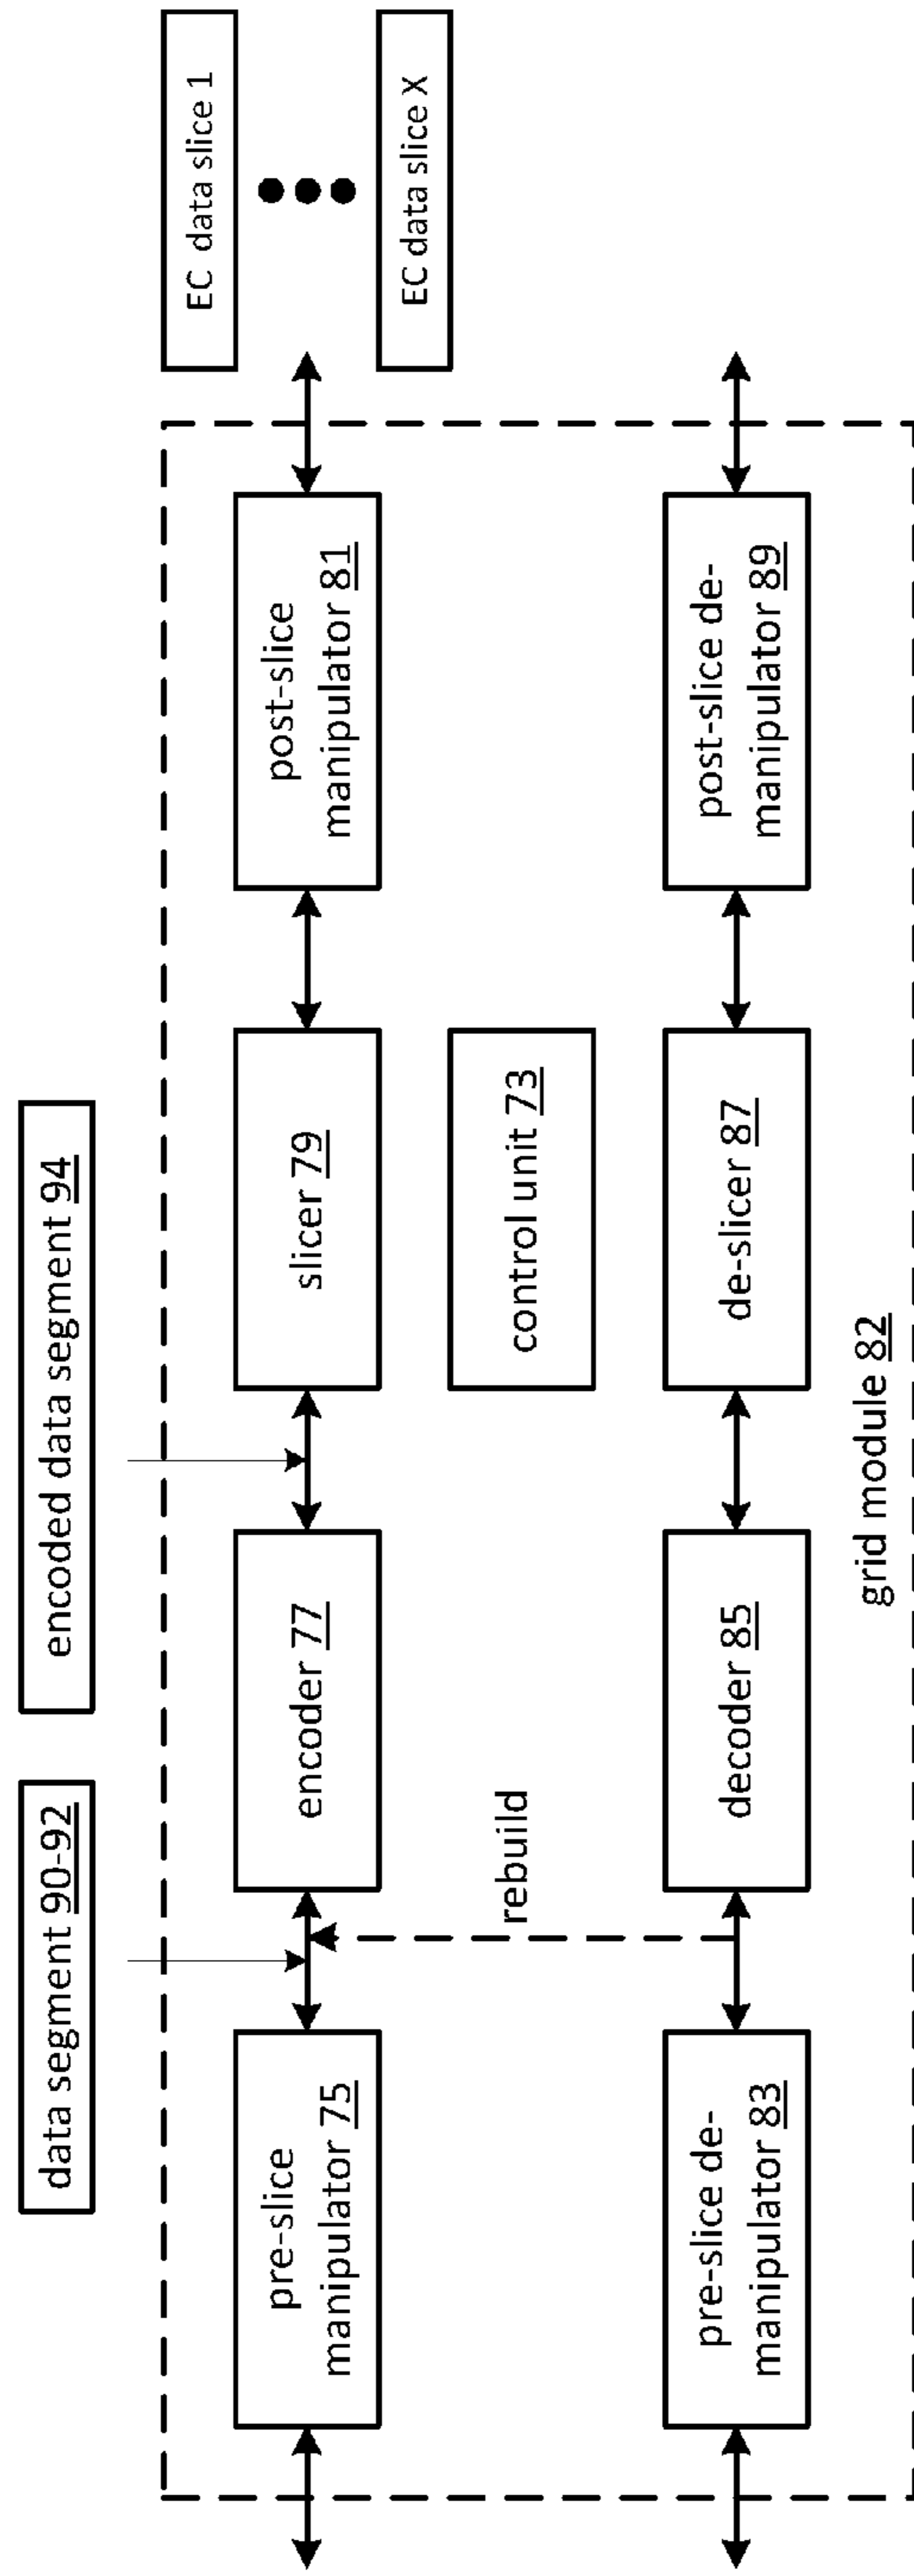 data segment 90-92
encoded data segment 94
pre-slice
manipulator 75
encoder 77
slicer 79
post-slice
manipulator 81
EC data slice 1
EC data slice X
rebuild
control unit 73
pre-slice de-
manipulator 83
decoder 85
de-slicer 87
post-slice de-
manipulator 89
grid module 82